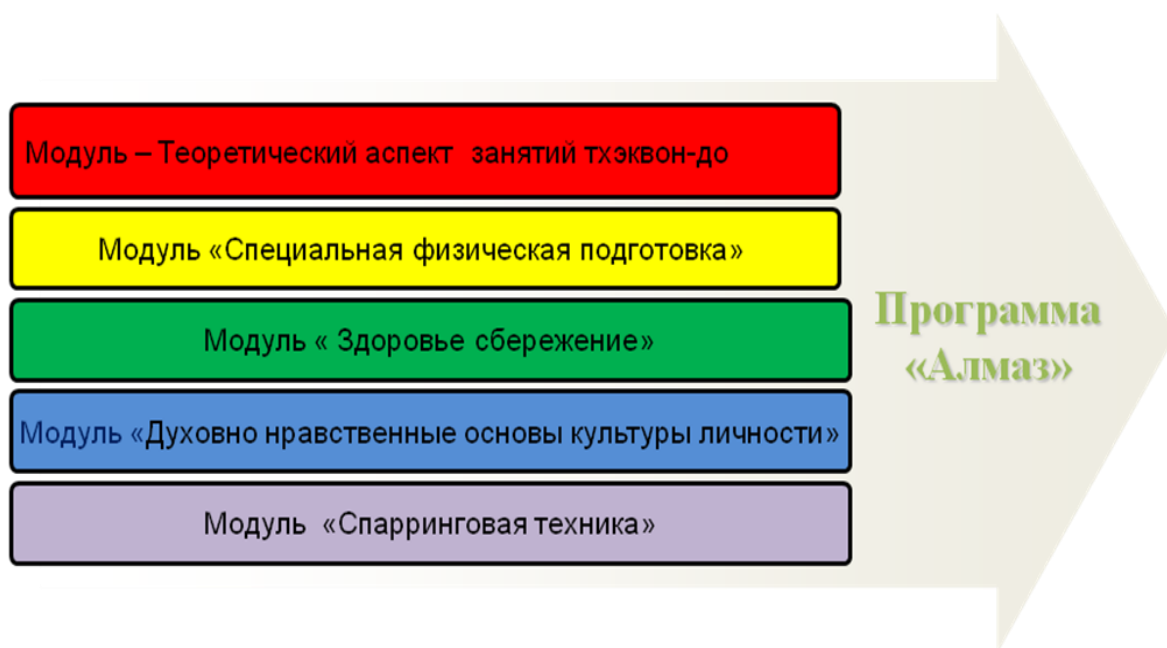 Модуль – Теоретический аспект занятий тхэквон-до
Модуль «Специальная физическая подготовка»
Модуль « Здоровье сбережение»
Модуль «Духовно нравственные основы культуры личности»
Модуль «Спарринговая техника»
Программа
«Алмаз»